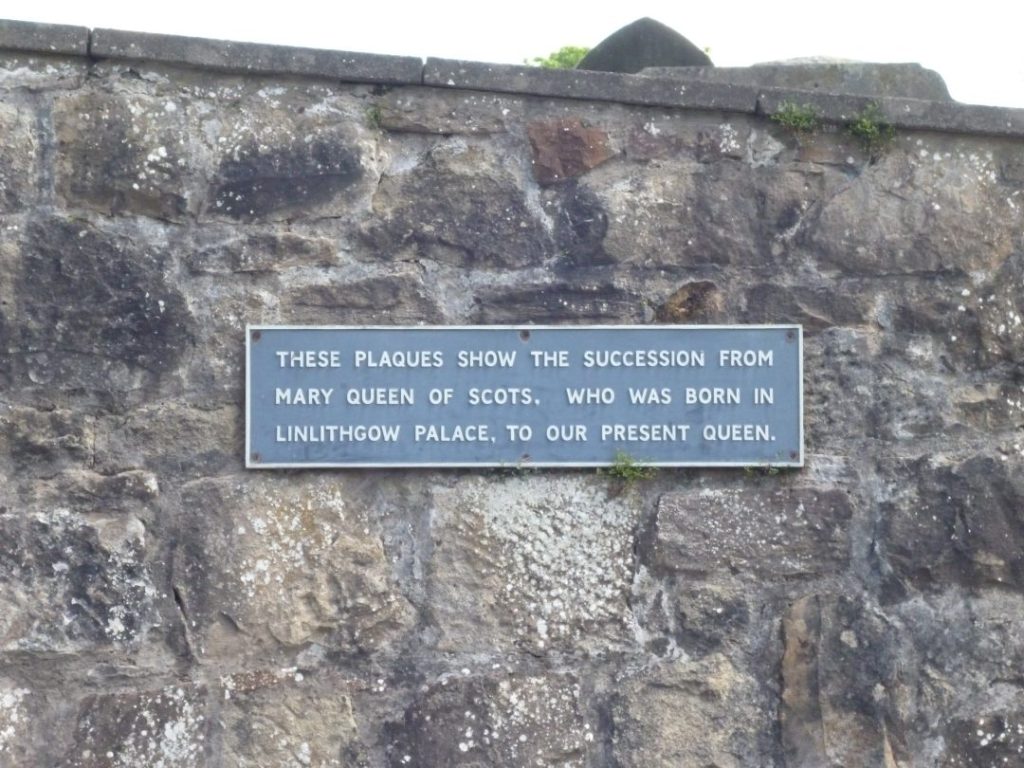 THESE PLAQUES SHOW THE SUCCESSION FROM
MARY QUEEN OF SCOTS. WHO WAS BORN IN
LINLITHGOW PALACE, TO OUR PRESENT QUEEN.